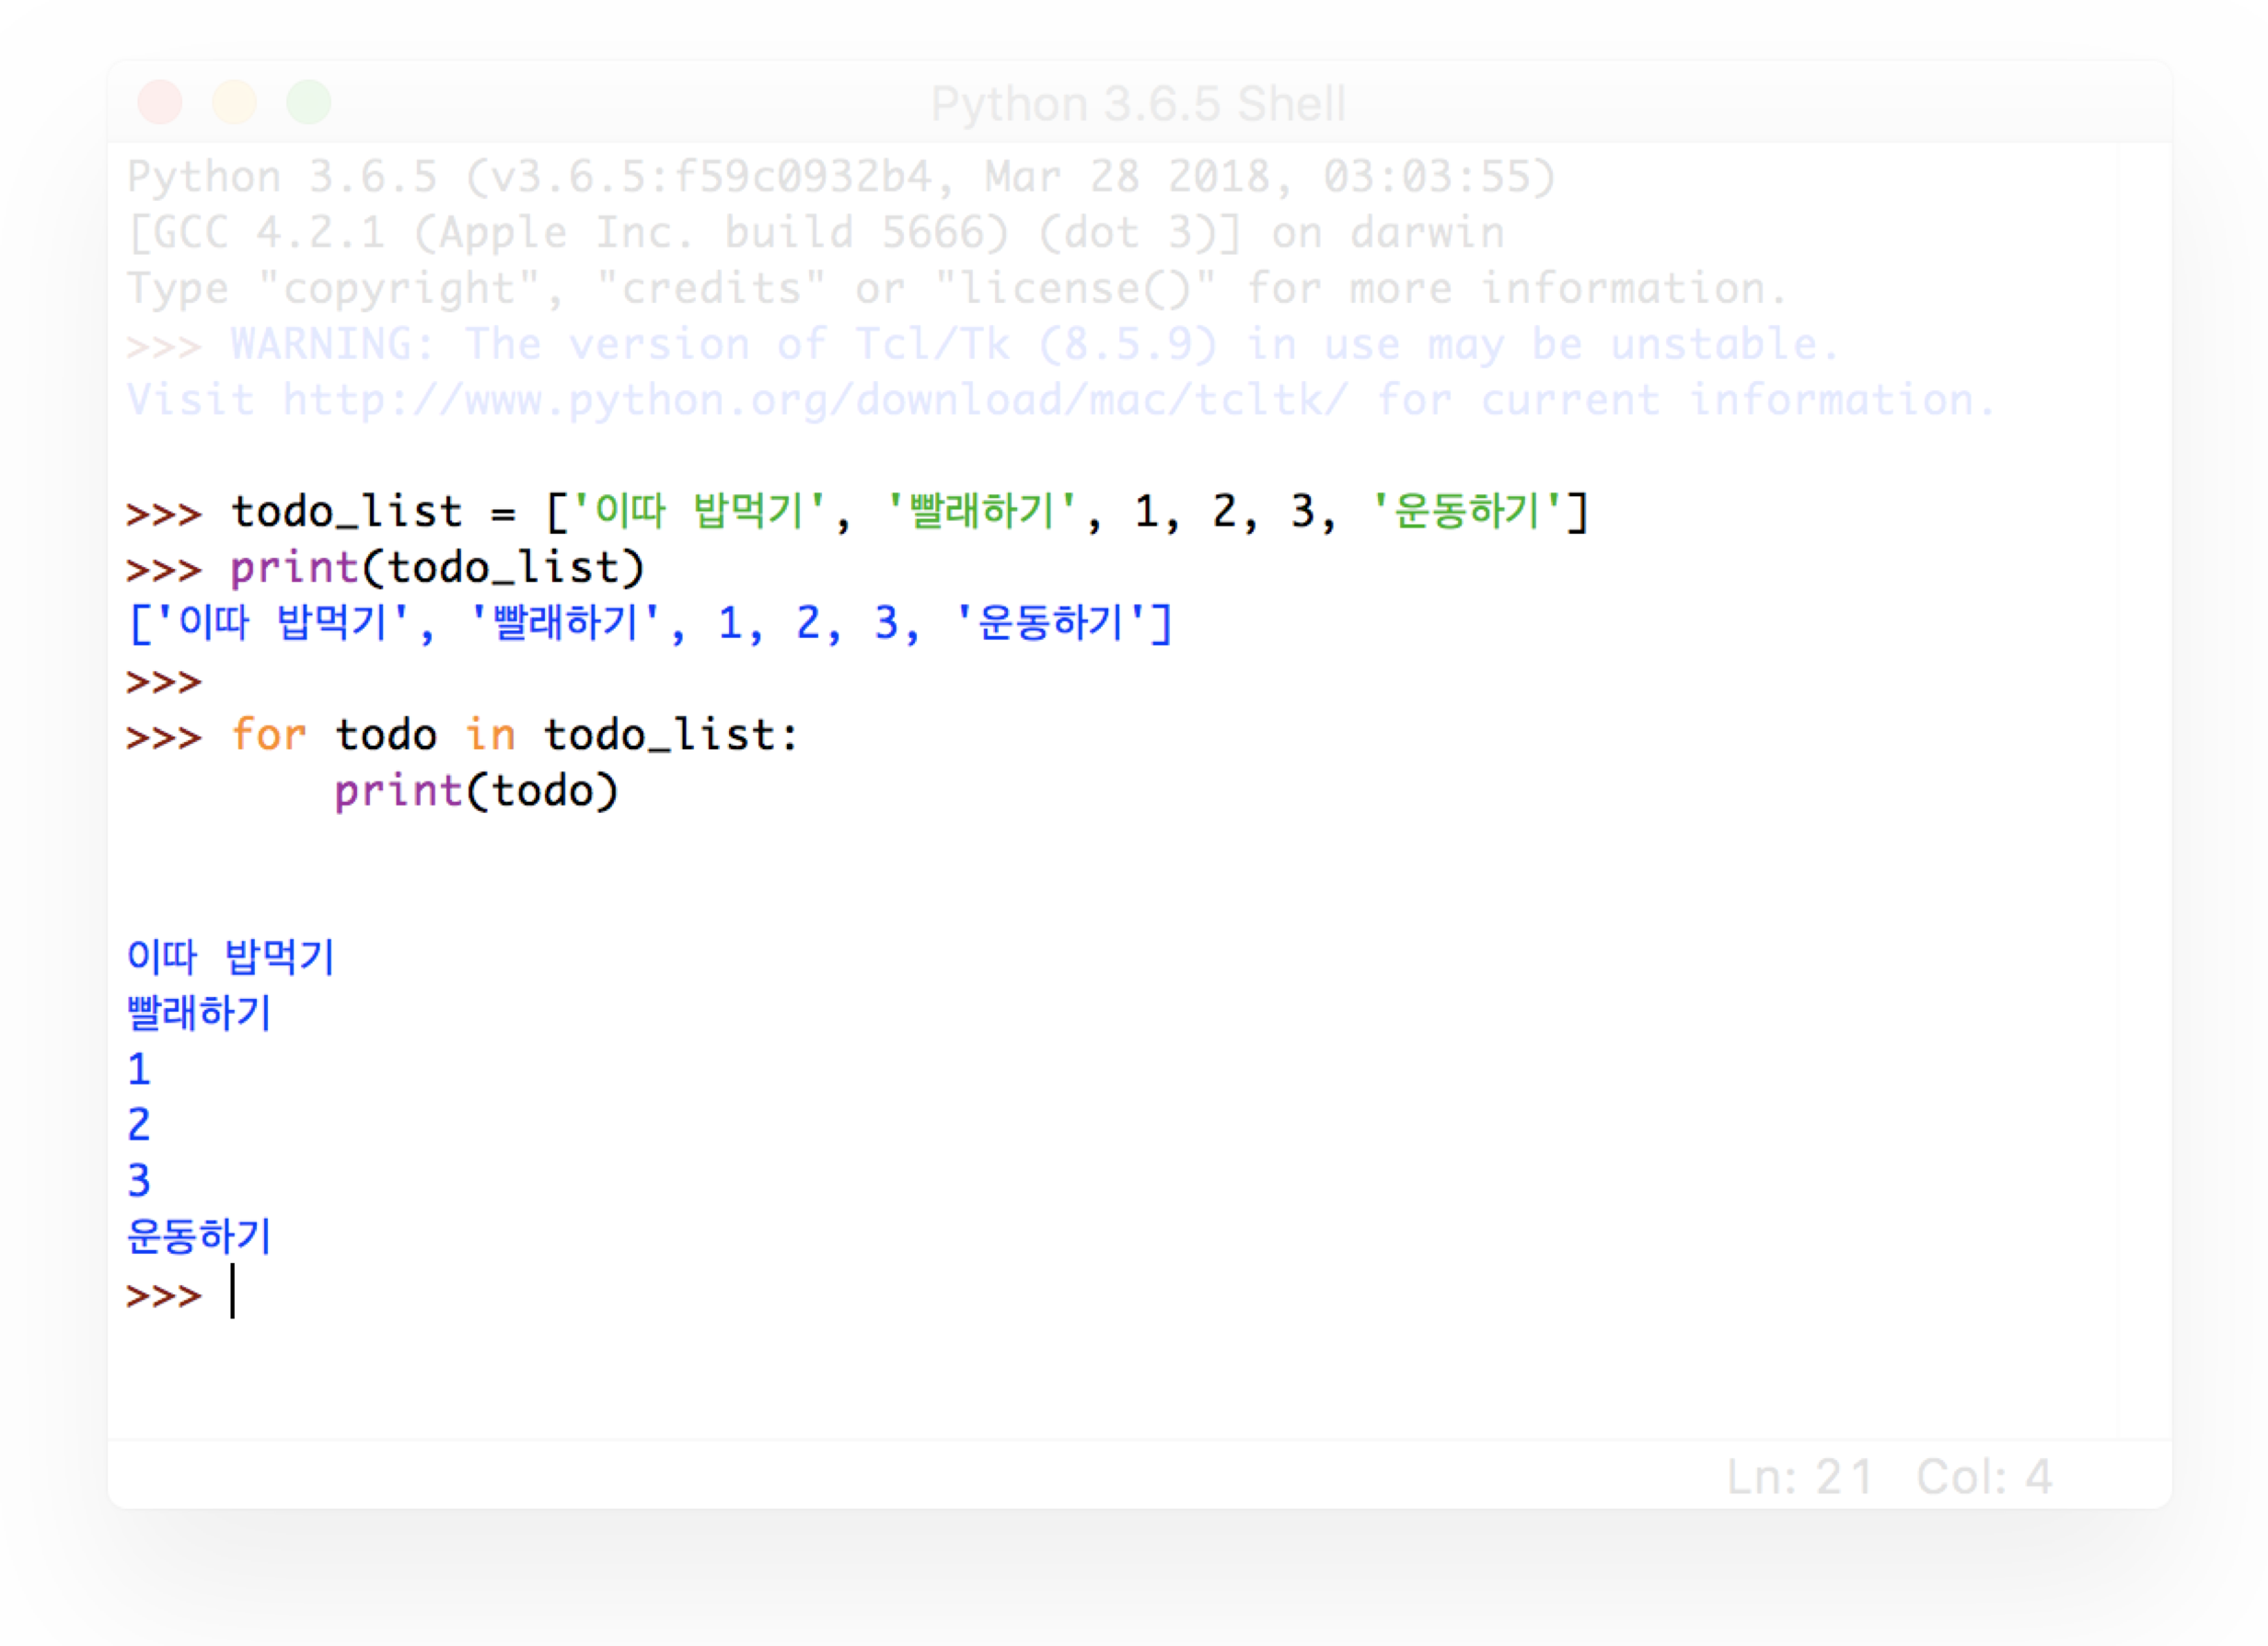 Python 3.6.5 Shell
Python 3.6.5 (v3.6.5:f59c0932b4, Mar 28 2018, 03:03:55)
[GCC 4.2.1 (Apple Inc. build 5666) (dot 3)] on darwin
Type "copyright", "credits" or "license()" for more information.
>>> WARNING: The version of Tcl/Tk (8.5.9) in use may be unstable.
Visit http://www.python.org/download/mac/tcltk/ for current information.
>>> todo_list = ['이따 밥먹기', '빨래하기', 1, 2, 3, '운동하기']
>>> print(todo_list)
['이따 밥먹기', '빨래하기', 1, 2, 3, '운동하기']
>>>
>>> for todo in todo_list:
        print(todo)
이따 밥먹기
빨래하기
1
2
3
운동하기
>>>
Ln: 21 Col: 4